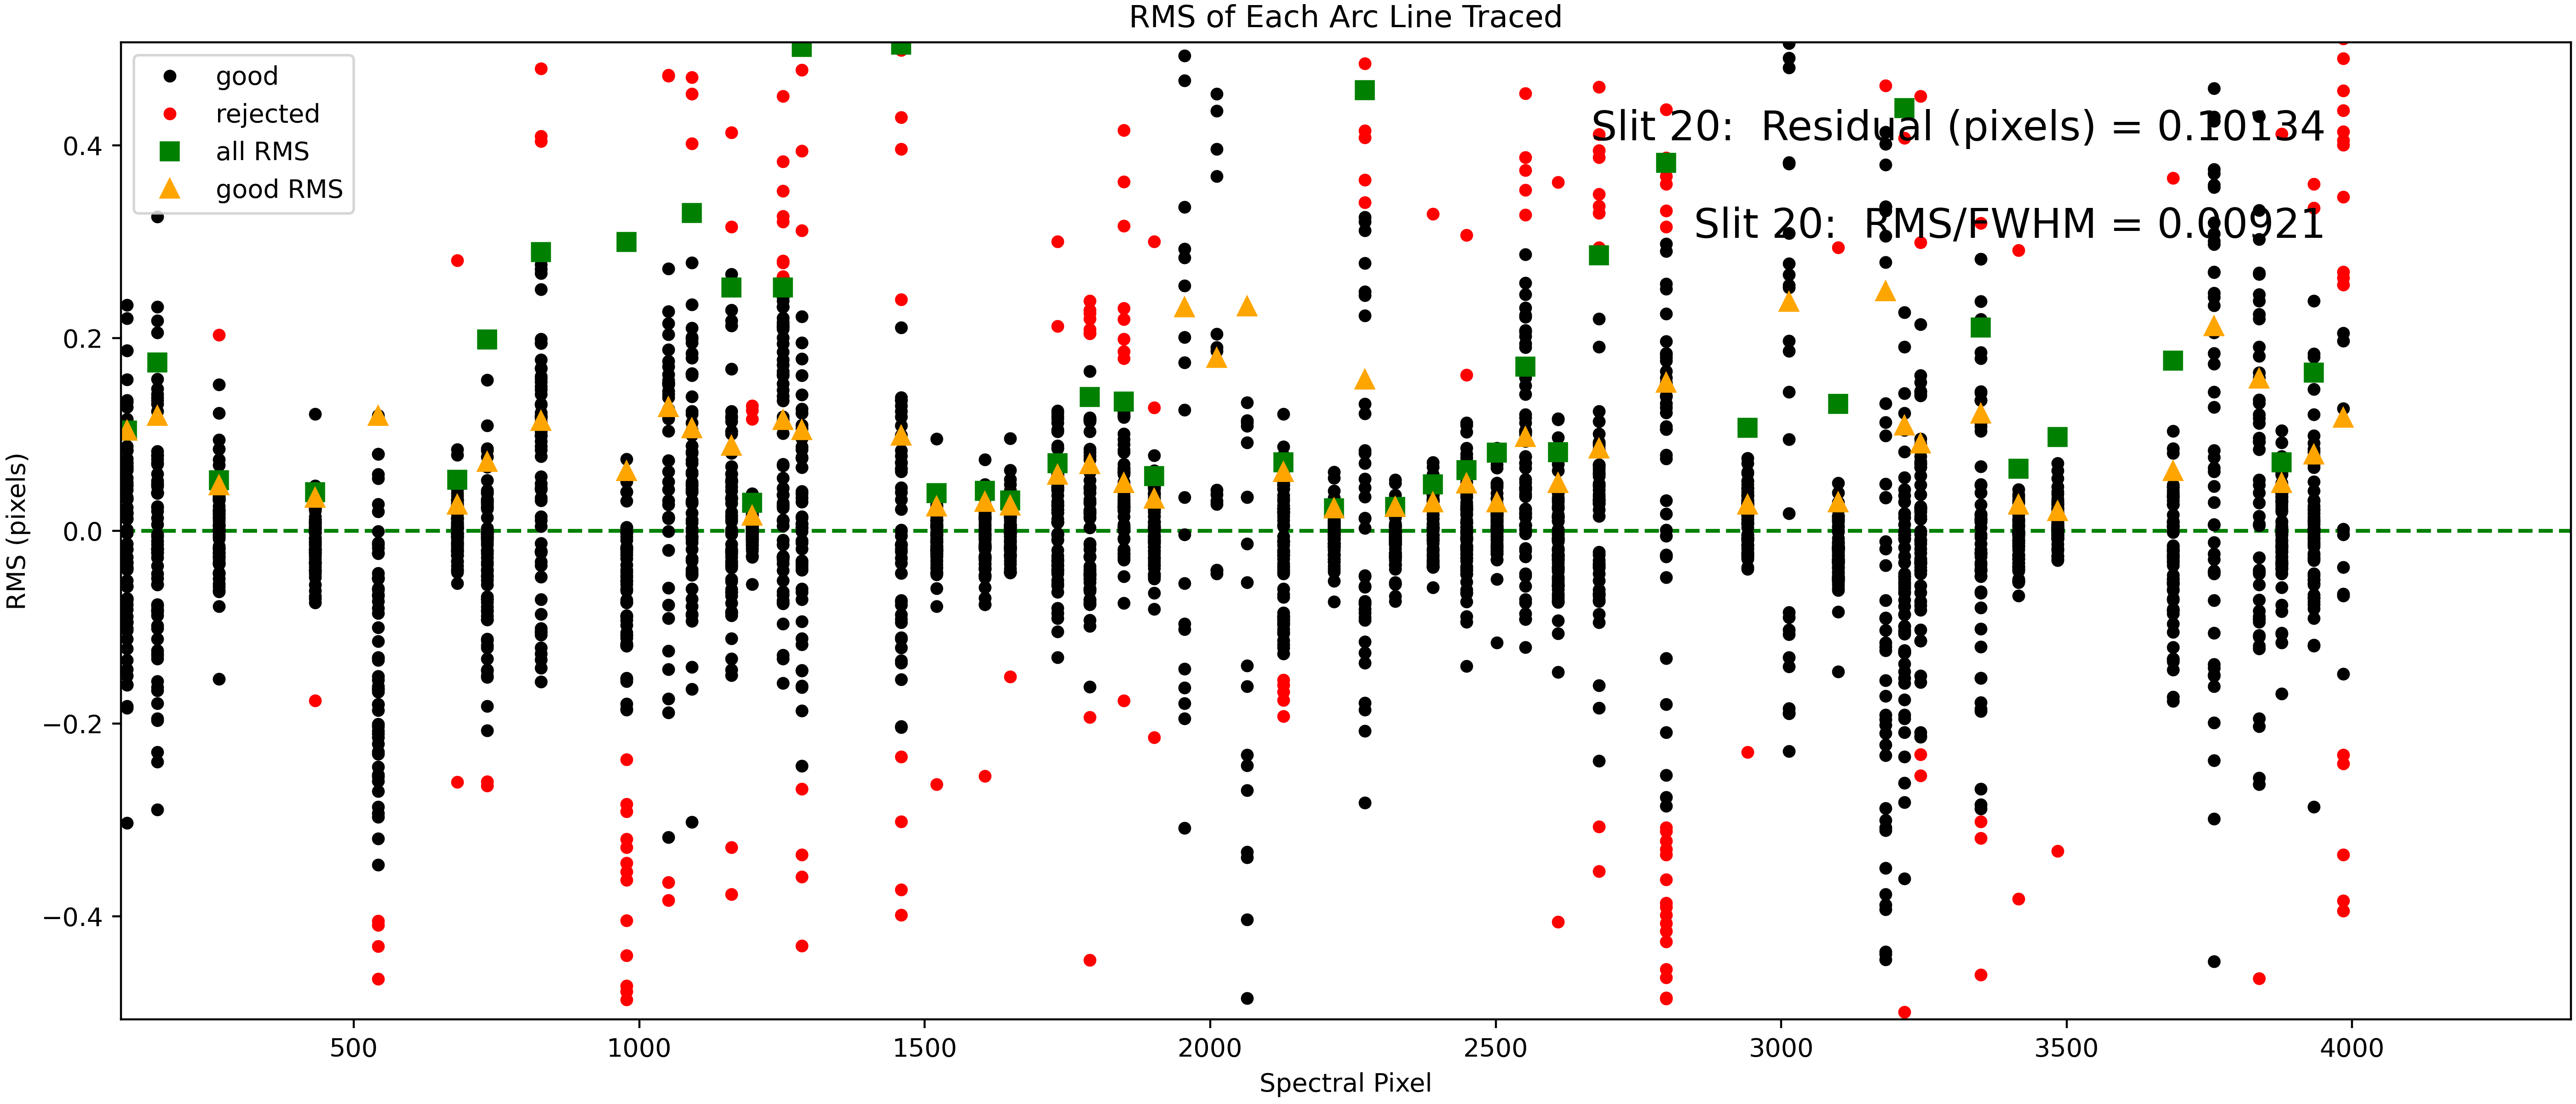 RMS of Each Arc Line Traced
good
rejected
all RMS
good RMS
Slit 20:  Residual (pixels) = 0.10134
Slit 20:  RMS/FWHM = 0.00921
RMS (pixels)
0.4
0.2
0.0
−0.2
−0.4
500 1000 1500 2000 2500 3000 3500 4000
Spectral Pixel